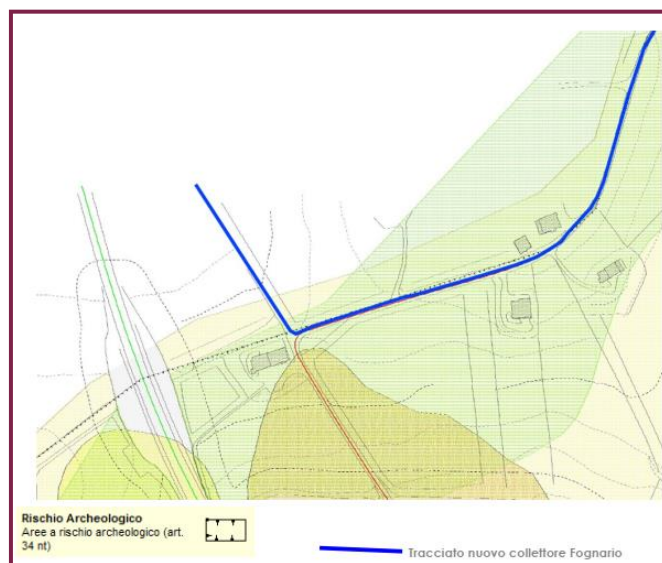 Rischio Archeologico
Aree a rischio archeologico (art.
34 nt)
Tracciato nuovo collettore Fognario